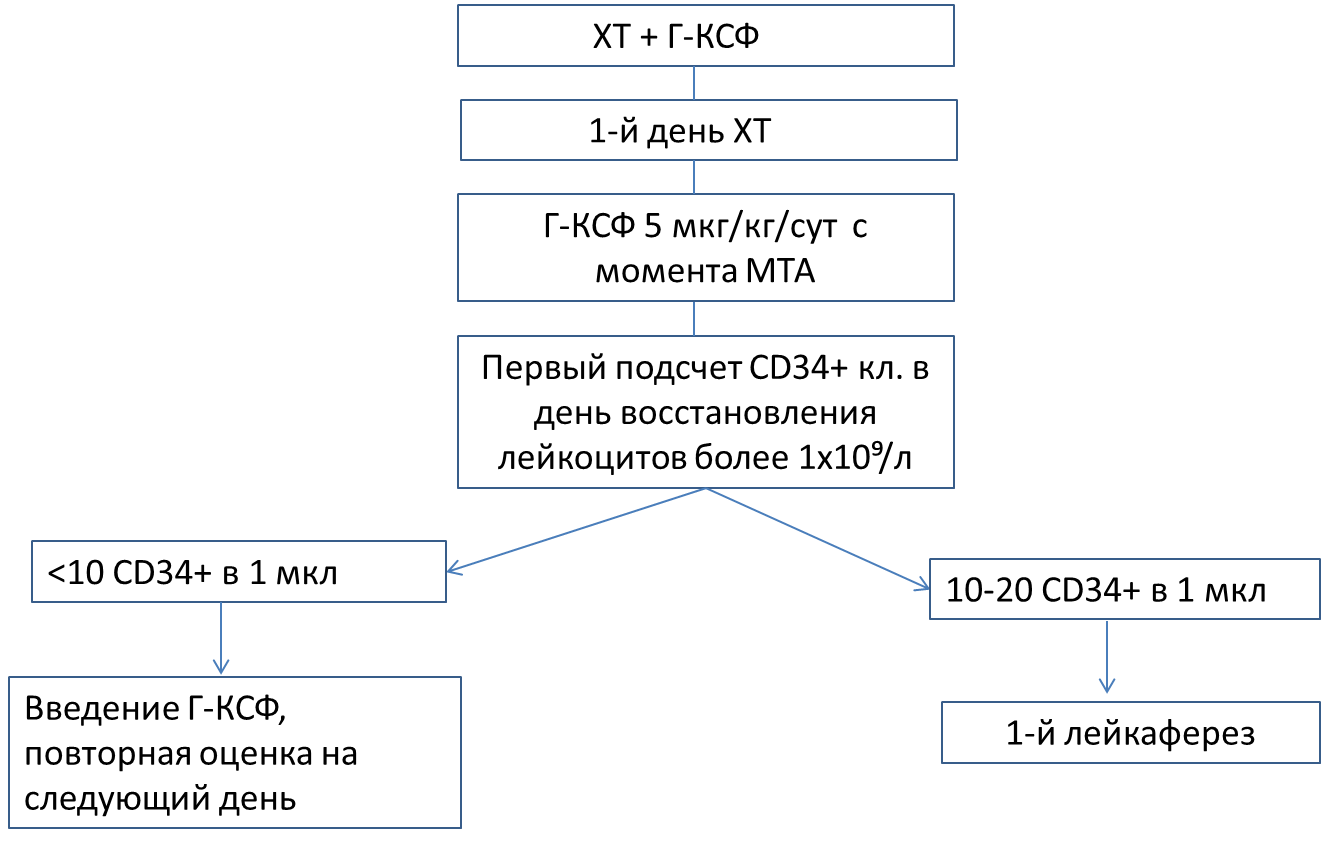 ХТ + Г-КСФ
1-й день ХТ
Г-КСФ 5 мкг/кг/сут с
момента МТА
Первый подсчет CD34+ кл. в
день восстановления
лейкоцитов более 1х10⁹/л
<10 CD34+ в 1 мкл
10-20 CD34+ в 1 мкл
Введение Г-КСФ,
повторная оценка на
следующий день
1-й лейкаферез